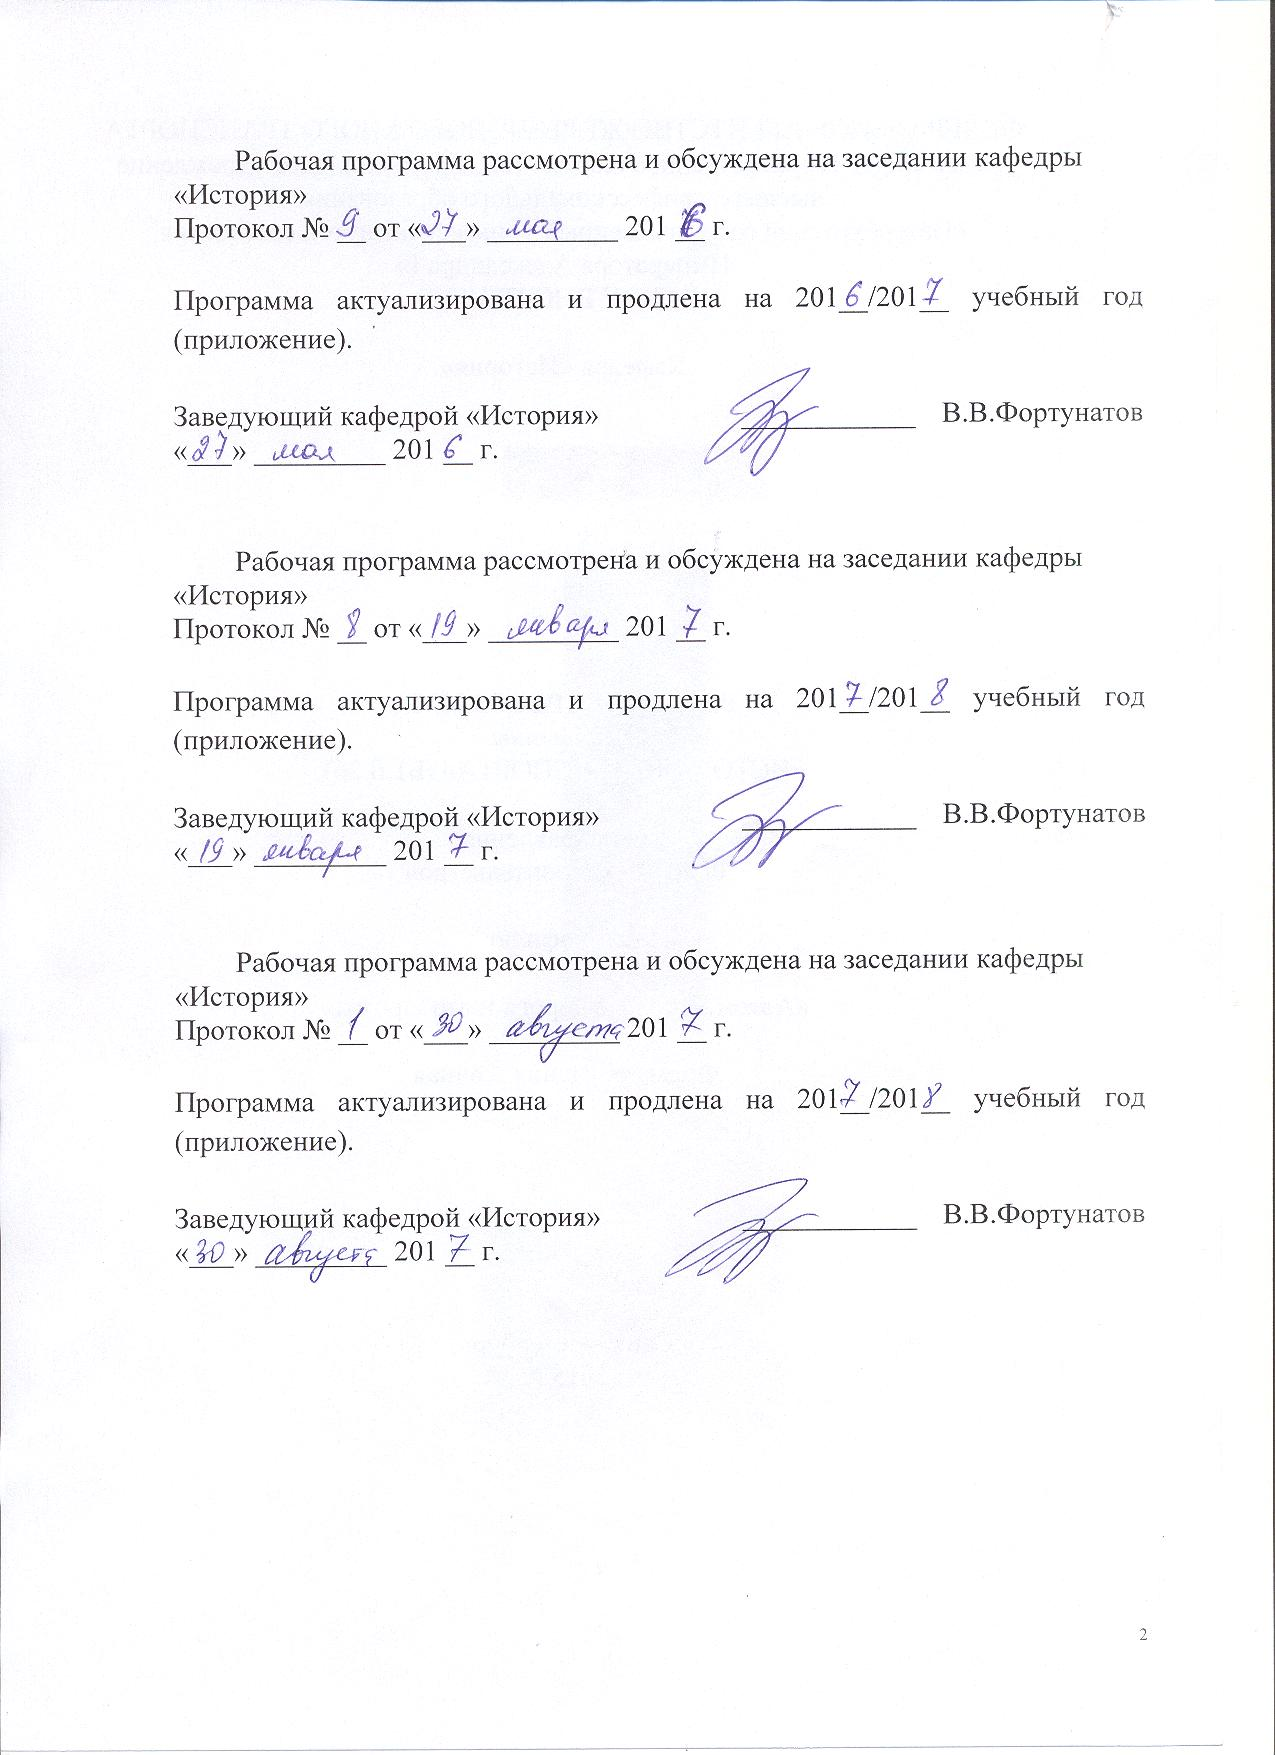 Рабочая программа рассмотрена и обсуждена на заседании кафедры
«История»
Протокол № 9 от «27» мая 2016 г.
Программа актуализирована и продлена на 2016/2017 учебный год
(приложение).
Заведующий кафедрой «История» В.В.Фортунатов
«27» мая 2016 г.
Рабочая программа рассмотрена и обсуждена на заседании кафедры
«История»
Протокол № 8 от «19» января 2017 г.
Программа актуализирована и продлена на 2017/2018 учебный год
(приложение).
Заведующий кафедрой «История» В.В.Фортунатов
«19» января 2017 г.
Рабочая программа рассмотрена и обсуждена на заседании кафедры
«История»
Протокол № 1 от «30» августа 2017 г.
Программа актуализирована и продлена на 2017/2018 учебный год
(приложение).
Заведующий кафедрой «История» В.В.Фортунатов
«30» августа 2017 г.
2